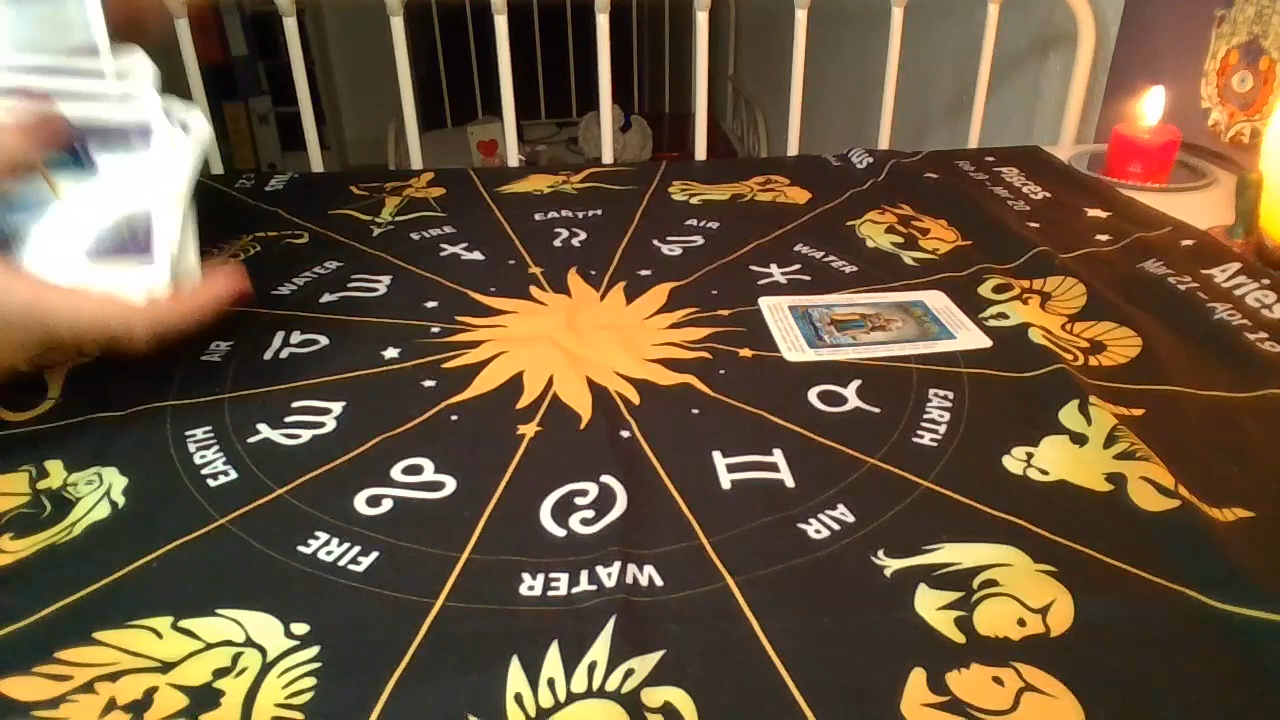 Pisces
Feb 19 - Mar 20
Aries
Mar 21 - Apr 19
EARTH
AIR
FIRE
WATER
WATER
AIR
EARTH
EARTH
AIR
FIRE
WATER